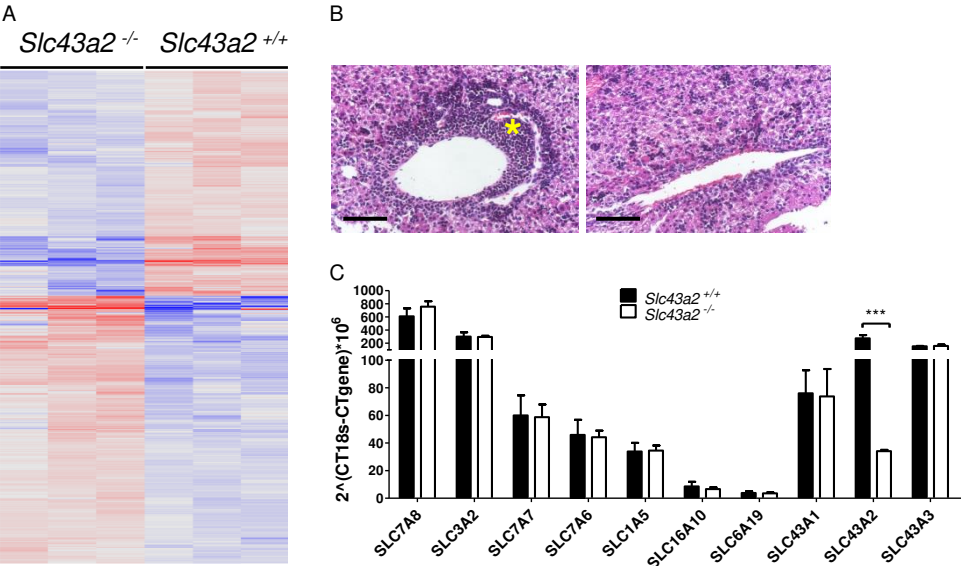 A
B
Slc43a2 -/- Slc43a2 +/+
*
C
Slc43a2 +/+
Slc43a2 -/-
***
2^(CT18s-CTgene)*10^6
1000
800
600
400
200
100
80
60
40
20
0
SLC7A8
SLC3A2
SLC7A7
SLC7A6
SLC1A5
SLC16A10
SLC6A19
SLC43A1
SLC43A2
SLC43A3